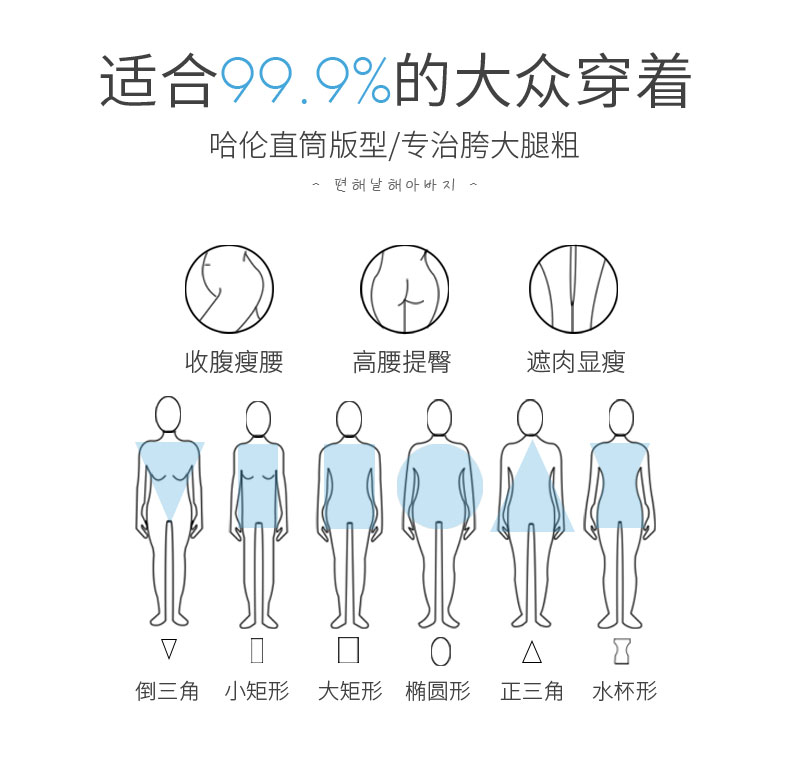 适合99.9%的大众穿着
哈伦直筒版型/专治胯大腿粗
⌢ 편해날해아바지 ⌢
收腹瘦腰 高腰提臀 遮肉显瘦
倒三角 小矩形 大矩形 椭圆形 正三角 水杯形